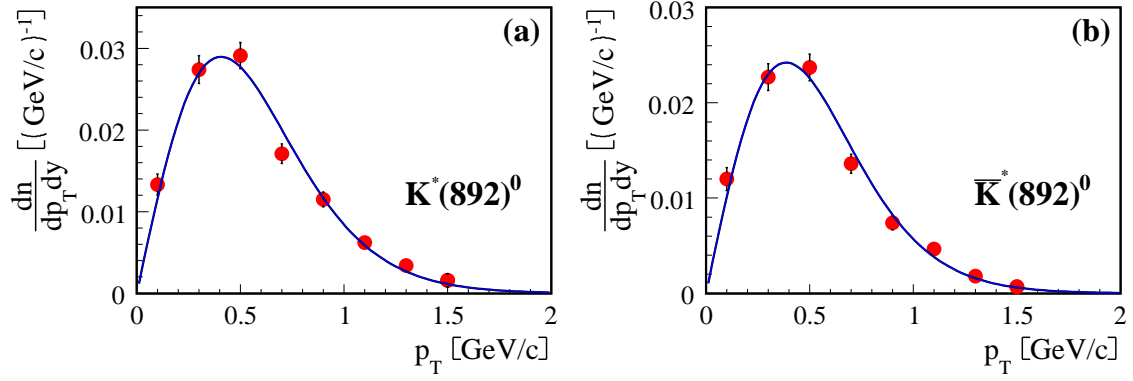 dn
dp_T dy [(GeV/c)^-1]
0.03
0.02
0.01
0
(a)
K^*(892)^0
0 0.5 1 1.5 2
p_T [GeV/c]
dn
dp_T dy [(GeV/c)^-1]
0.02
0.01
0
(b)
K̅^*(892)^0
0 0.5 1 1.5 2
p_T [GeV/c]